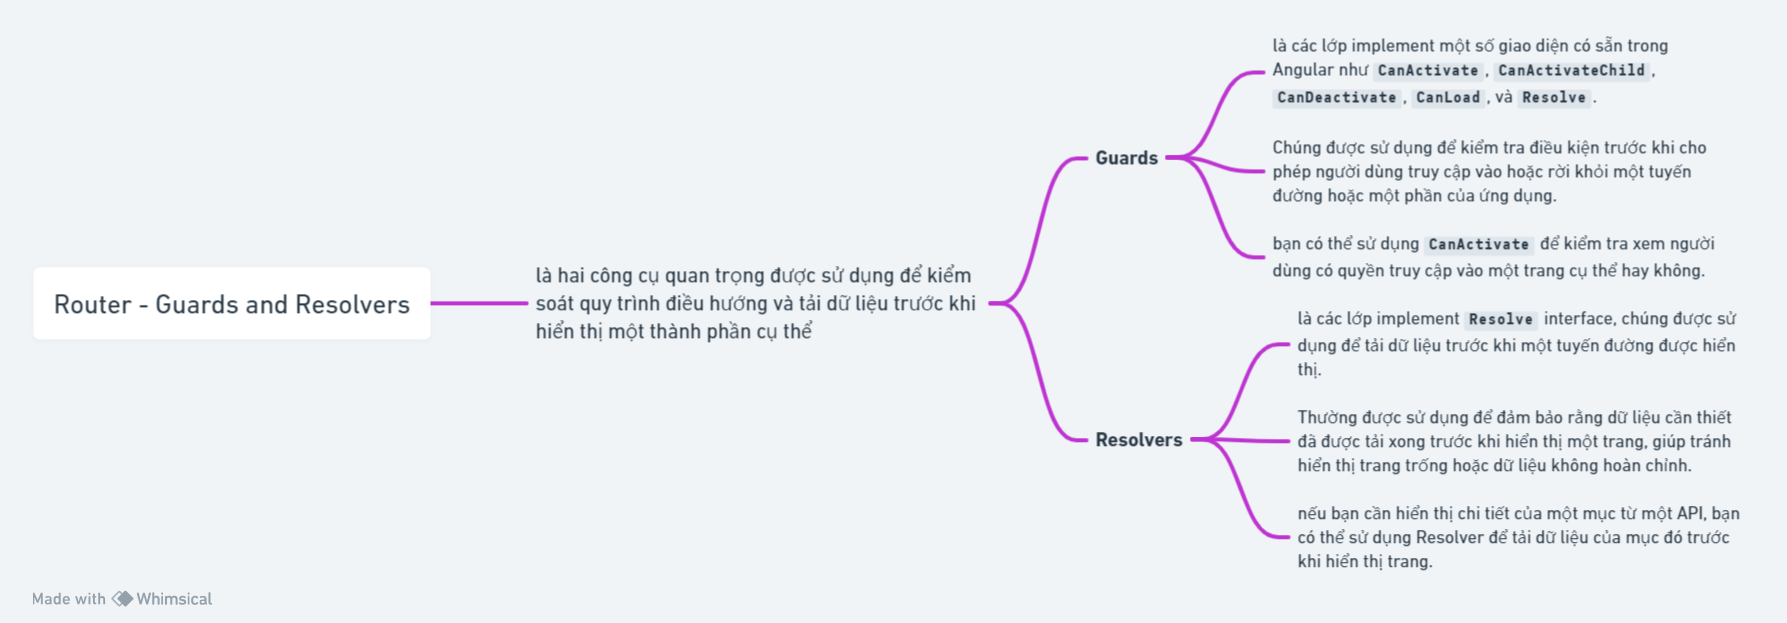 Router - Guards and Resolvers
là hai công cụ quan trọng được sử dụng để kiểm
soát quy trình điều hướng và tải dữ liệu trước khi
hiển thị một thành phần cụ thể
Guards
là các lớp implement một số giao diện có sẵn trong
Angular như CanActivate, CanActivateChild,
CanDeactivate, CanLoad, và Resolve.
Chúng được sử dụng để kiểm tra điều kiện trước khi cho
phép người dùng truy cập vào hoặc rời khỏi một tuyến
đường hoặc một phần của ứng dụng.
bạn có thể sử dụng CanActivate để kiểm tra xem người
dùng có quyền truy cập vào một trang cụ thể hay không.
Resolvers
là các lớp implement Resolve interface, chúng được sử
dụng để tải dữ liệu trước khi một tuyến đường được hiển
thị.
Thường được sử dụng để đảm bảo rằng dữ liệu cần thiết
đã được tải xong trước khi hiển thị một trang, giúp tránh
hiển thị trang trống hoặc dữ liệu không hoàn chỉnh.
nếu bạn cần hiển thị chi tiết của một mục từ một API, bạn
có thể sử dụng Resolver để tải dữ liệu của mục đó trước
khi hiển thị trang.
Made with Whimsical